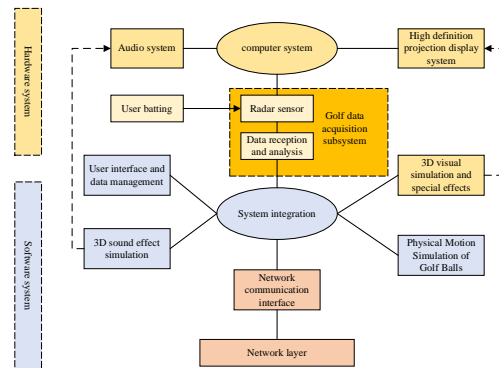 Hardware system
Audio system
computer system
High definition
projection display
system
User batting
Radar sensor
Golf data
acquisition
subsystem
Data reception
and analysis
User interface and
data management
3D visual
simulation and
special effects
System integration
3D sound effect
simulation
Physical Motion
Simulation of
Golf Balls
Software system
Network
communication
interface
Network layer